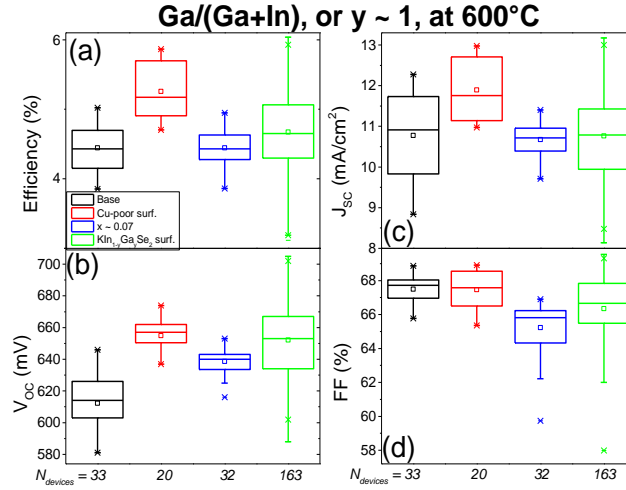 Ga/(Ga+In), or y ~ 1, at 600°C
(a)
Efficiency (%)
6
4
Base
Cu-poor surf.
x ~ 0.07
KIn1-yGaySe2 surf.
(c)
JSC (mA/cm2)
13
12
11
10
9
8
(b)
VOC (mV)
700
680
660
640
620
600
580
(d)
FF (%)
68
66
64
62
60
58
Ndevices = 33 20 32 163
33 20 32 163